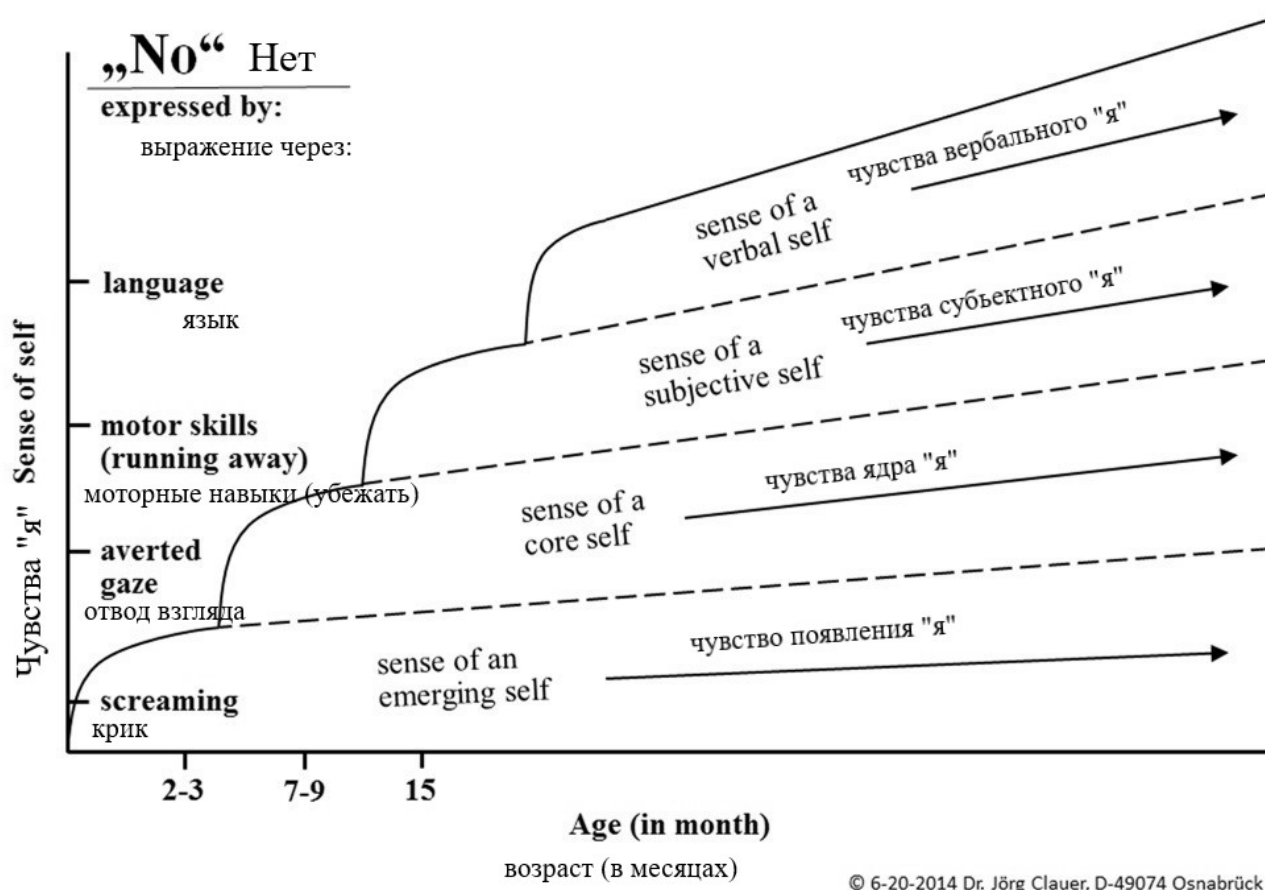 „No“ Нет
expressed by:
выражение через:
чувства вербального "я"
sense of a
verbal self
language
язык
чувства субьектного "я"
sense of a
subjective self
motor skills
(running away)
моторные навыки (убежать)
чувства ядра "я"
sense of a
core self
averted
gaze
отвод взгляда
чувство появления "я"
sense of an
emerging self
screaming
крик
Чувства "я" Sense of self
2-3 7-9 15
Age (in month)
возраст (в месяцах)
© 6-20-2014 Dr. Jörg Clauer, D-49074 Osnabrück